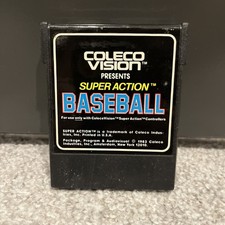 COLECO
VISION™
PRESENTS
SUPER ACTION™
BASEBALL
For use only with ColecoVision™ Super Action™ Controllers
SUPER ACTION™ is a trademark of Coleco Indus-
tries, Inc. Printed in U.S.A.
Package, Program & Audiovisual © 1983 Coleco
Industries, Inc., Amsterdam, New York 12010